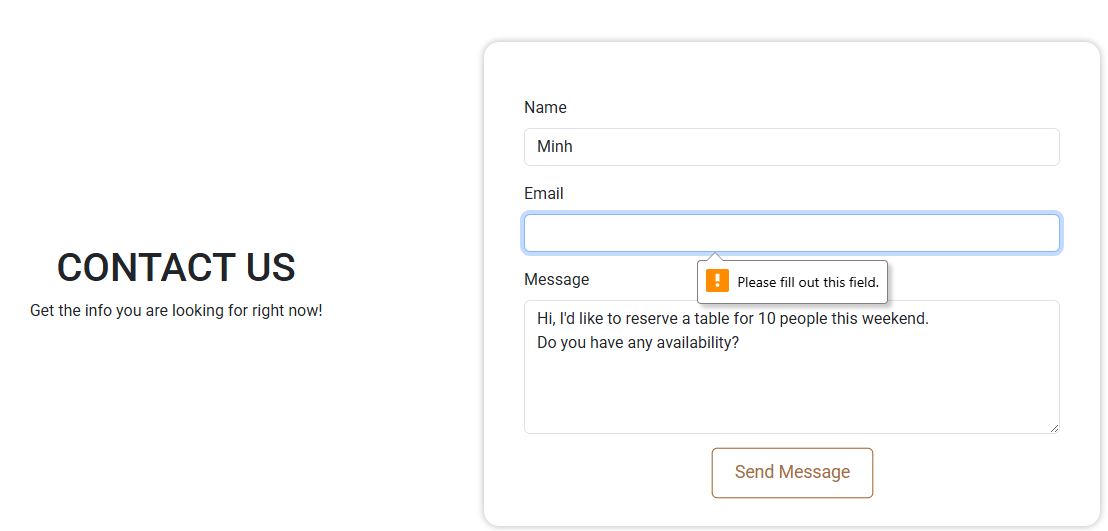 CONTACT US
Get the info you are looking for right now!
Name
Minh
Email
Please fill out this field.
Message
Hi, I'd like to reserve a table for 10 people this weekend.
Do you have any availability?
Send Message